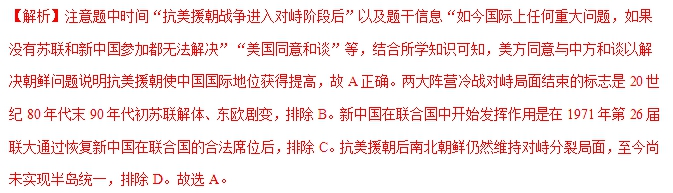 【解析】注意题中时间“抗美援朝战争进入对峙阶段后”以及题干信息“如今国际上任何重大问题，如果
没有苏联和新中国参加都无法解决”“美国同意和谈”等，结合所学知识可知，美方同意与中方和谈以解
决朝鲜问题说明抗美援朝使中国国际地位获得提高，故 A 正确。两大阵营冷战对峙局面结束的标志是 20 世
纪 80 年代末 90 年代初苏联解体、东欧剧变，排除 B。新中国在联合国中开始发挥作用是在 1971 年第 26 届
联大通过恢复新中国在联合国的合法席位后，排除 C。抗美援朝后南北朝鲜仍然维持对峙分裂局面，至今尚
未实现半岛统一，排除 D。故选 A。